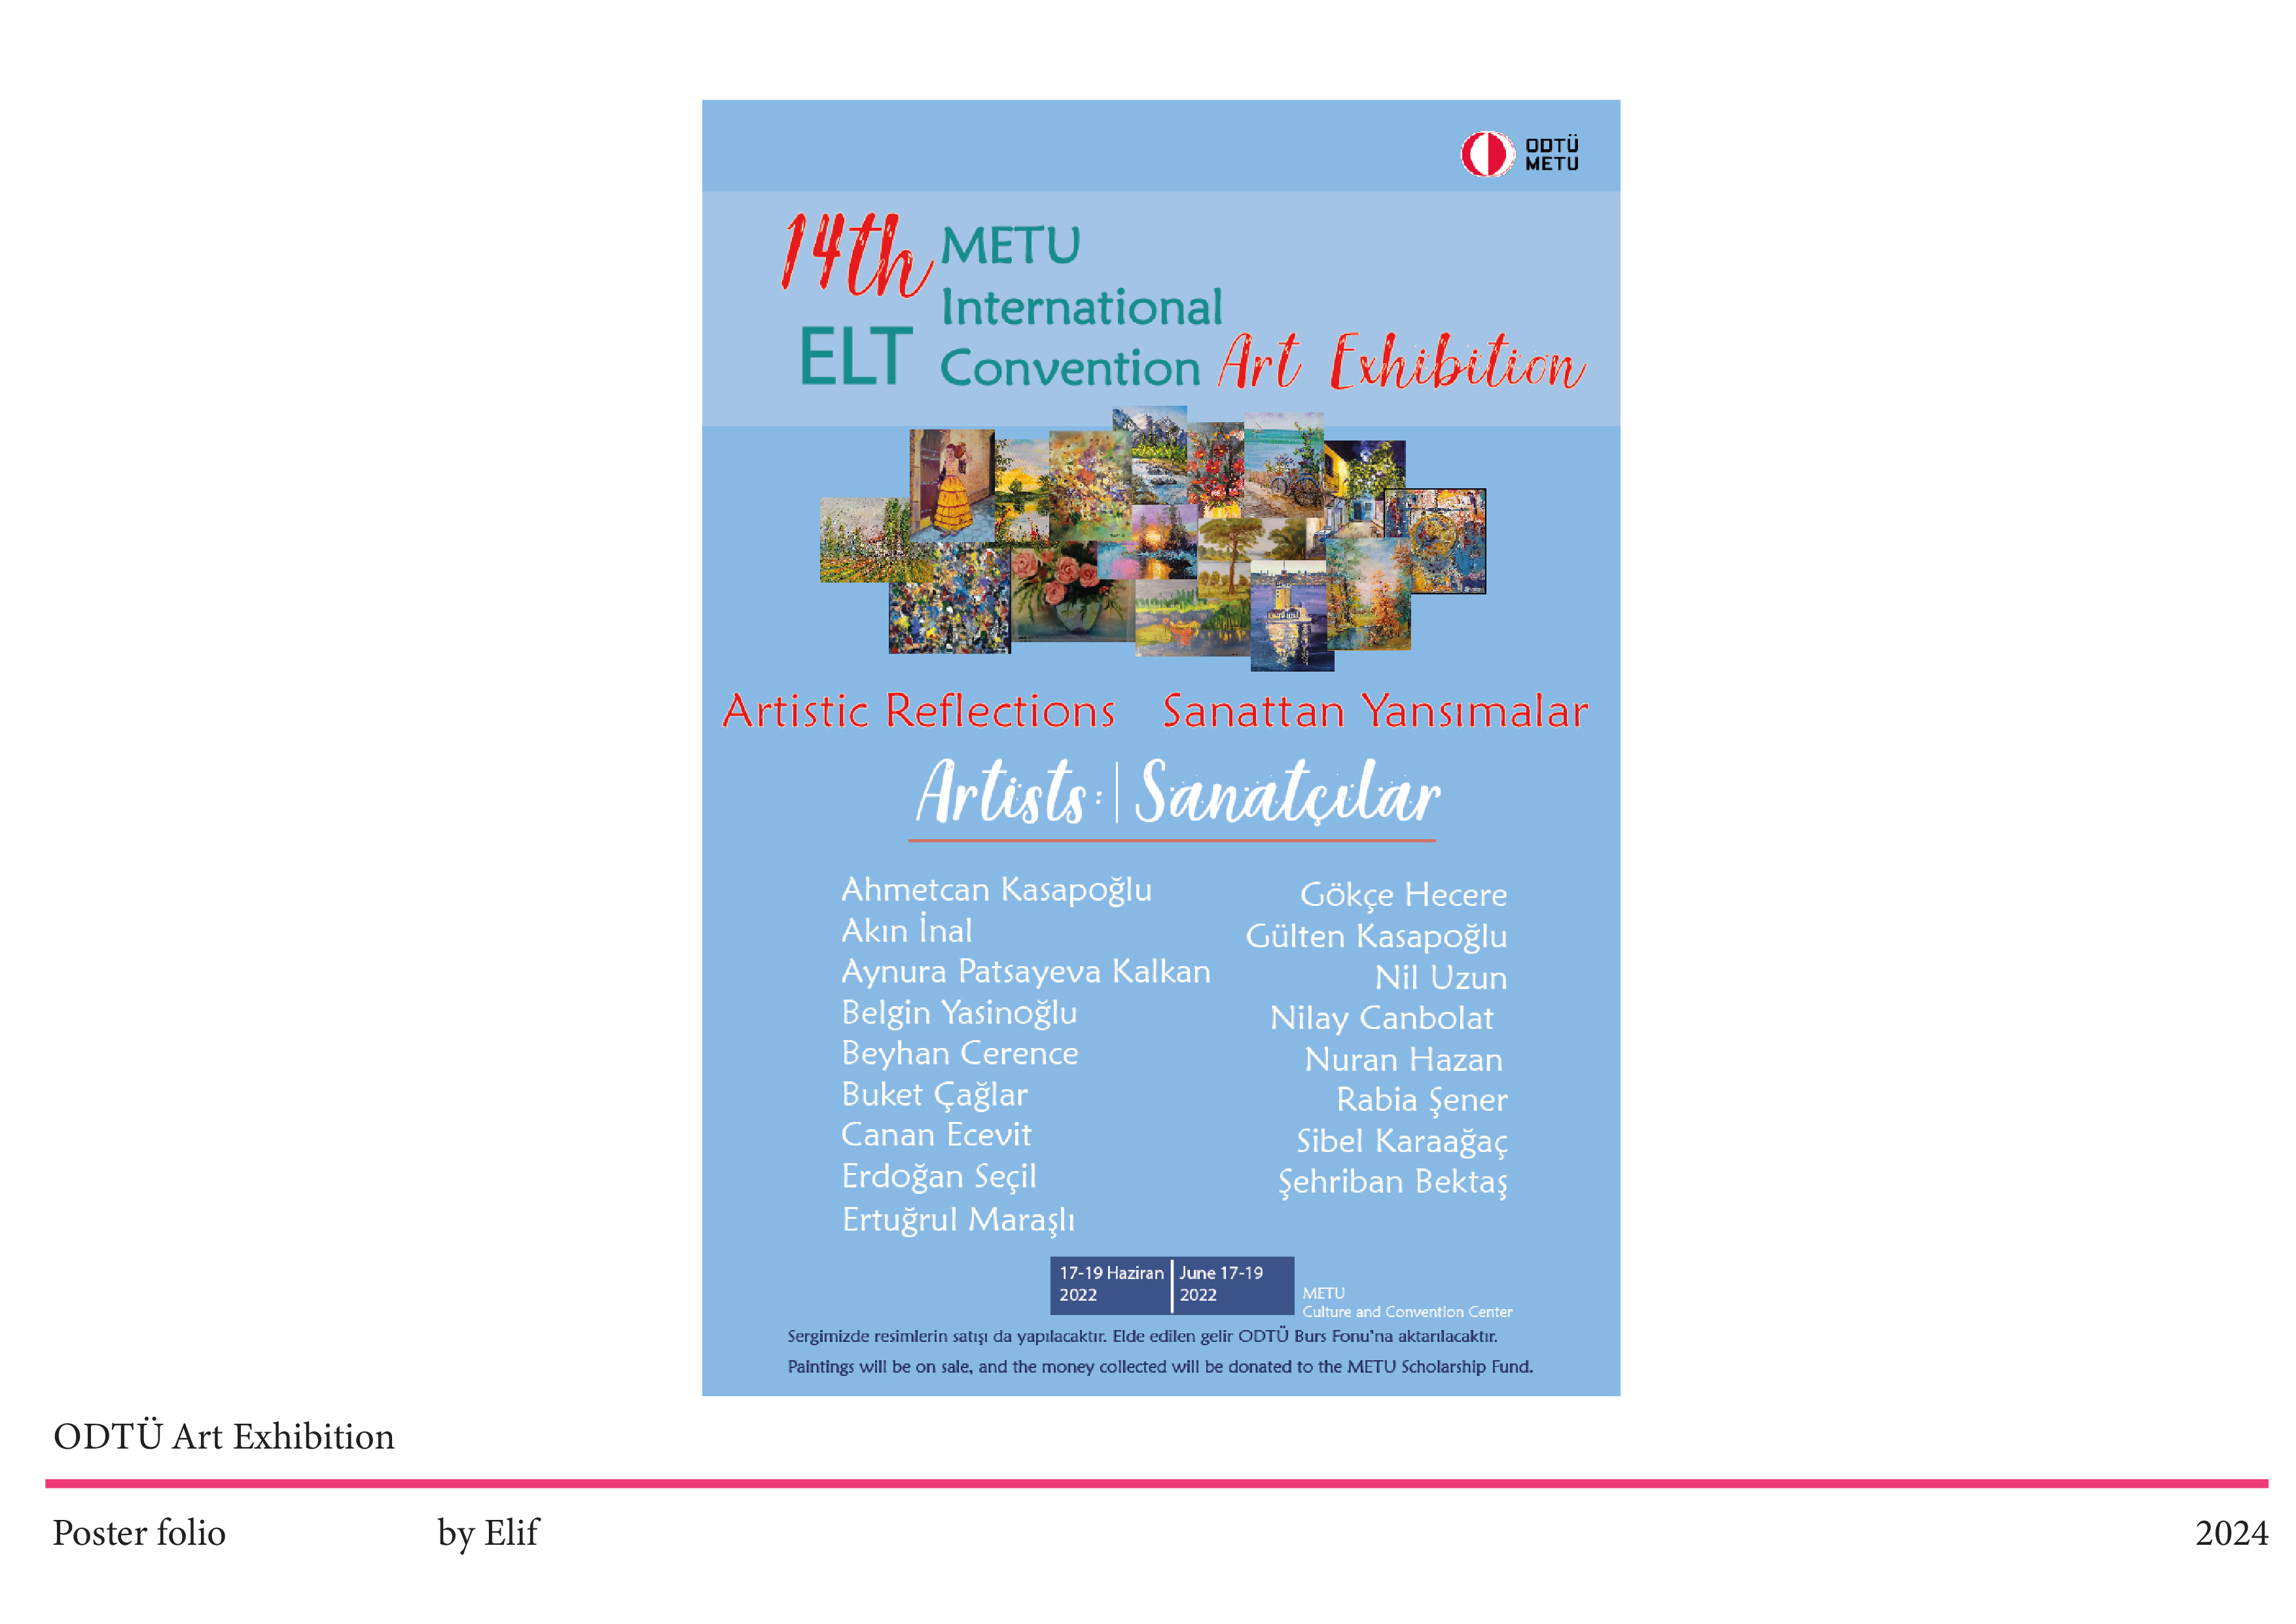 ODTÜ
METU
14th METU
International
ELT Convention Art Exhibition
Artistic Reflections Sanattan Yansımalar
Artists: | Sanatçılar
Ahmetcan Kasapoğlu
Akın İnal
Aynura Patsayeva Kalkan
Belgin Yasinoğlu
Beyhan Cerence
Buket Çağlar
Canan Ecevit
Erdoğan Seçil
Ertuğrul Maraşlı
Gökçe Hecere
Gülten Kasapoğlu
Nil Uzun
Nilay Canbolat
Nuran Hazan
Rabia Şener
Sibel Karaağaç
Şehriban Bektaş
17-19 Haziran
2022
June 17-19
2022
METU
Culture and Convention Center
Sergimizde resimlerin satışı da yapılacaktır. Elde edilen gelir ODTÜ Burs Fonu'na aktarılacaktır.
Paintings will be on sale, and the money collected will be donated to the METU Scholarship Fund.
ODTÜ Art Exhibition
Poster folio by Elif 2024